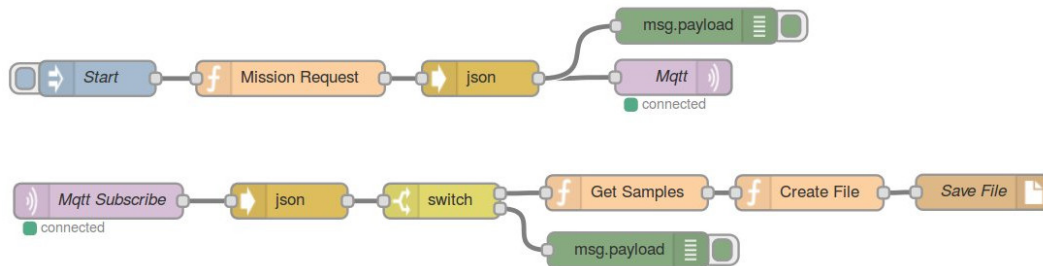 msg.payload
Start
Mission Request
json
Mqtt
connected
Mqtt Subscribe
json
switch
Get Samples
Create File
Save File
connected
msg.payload